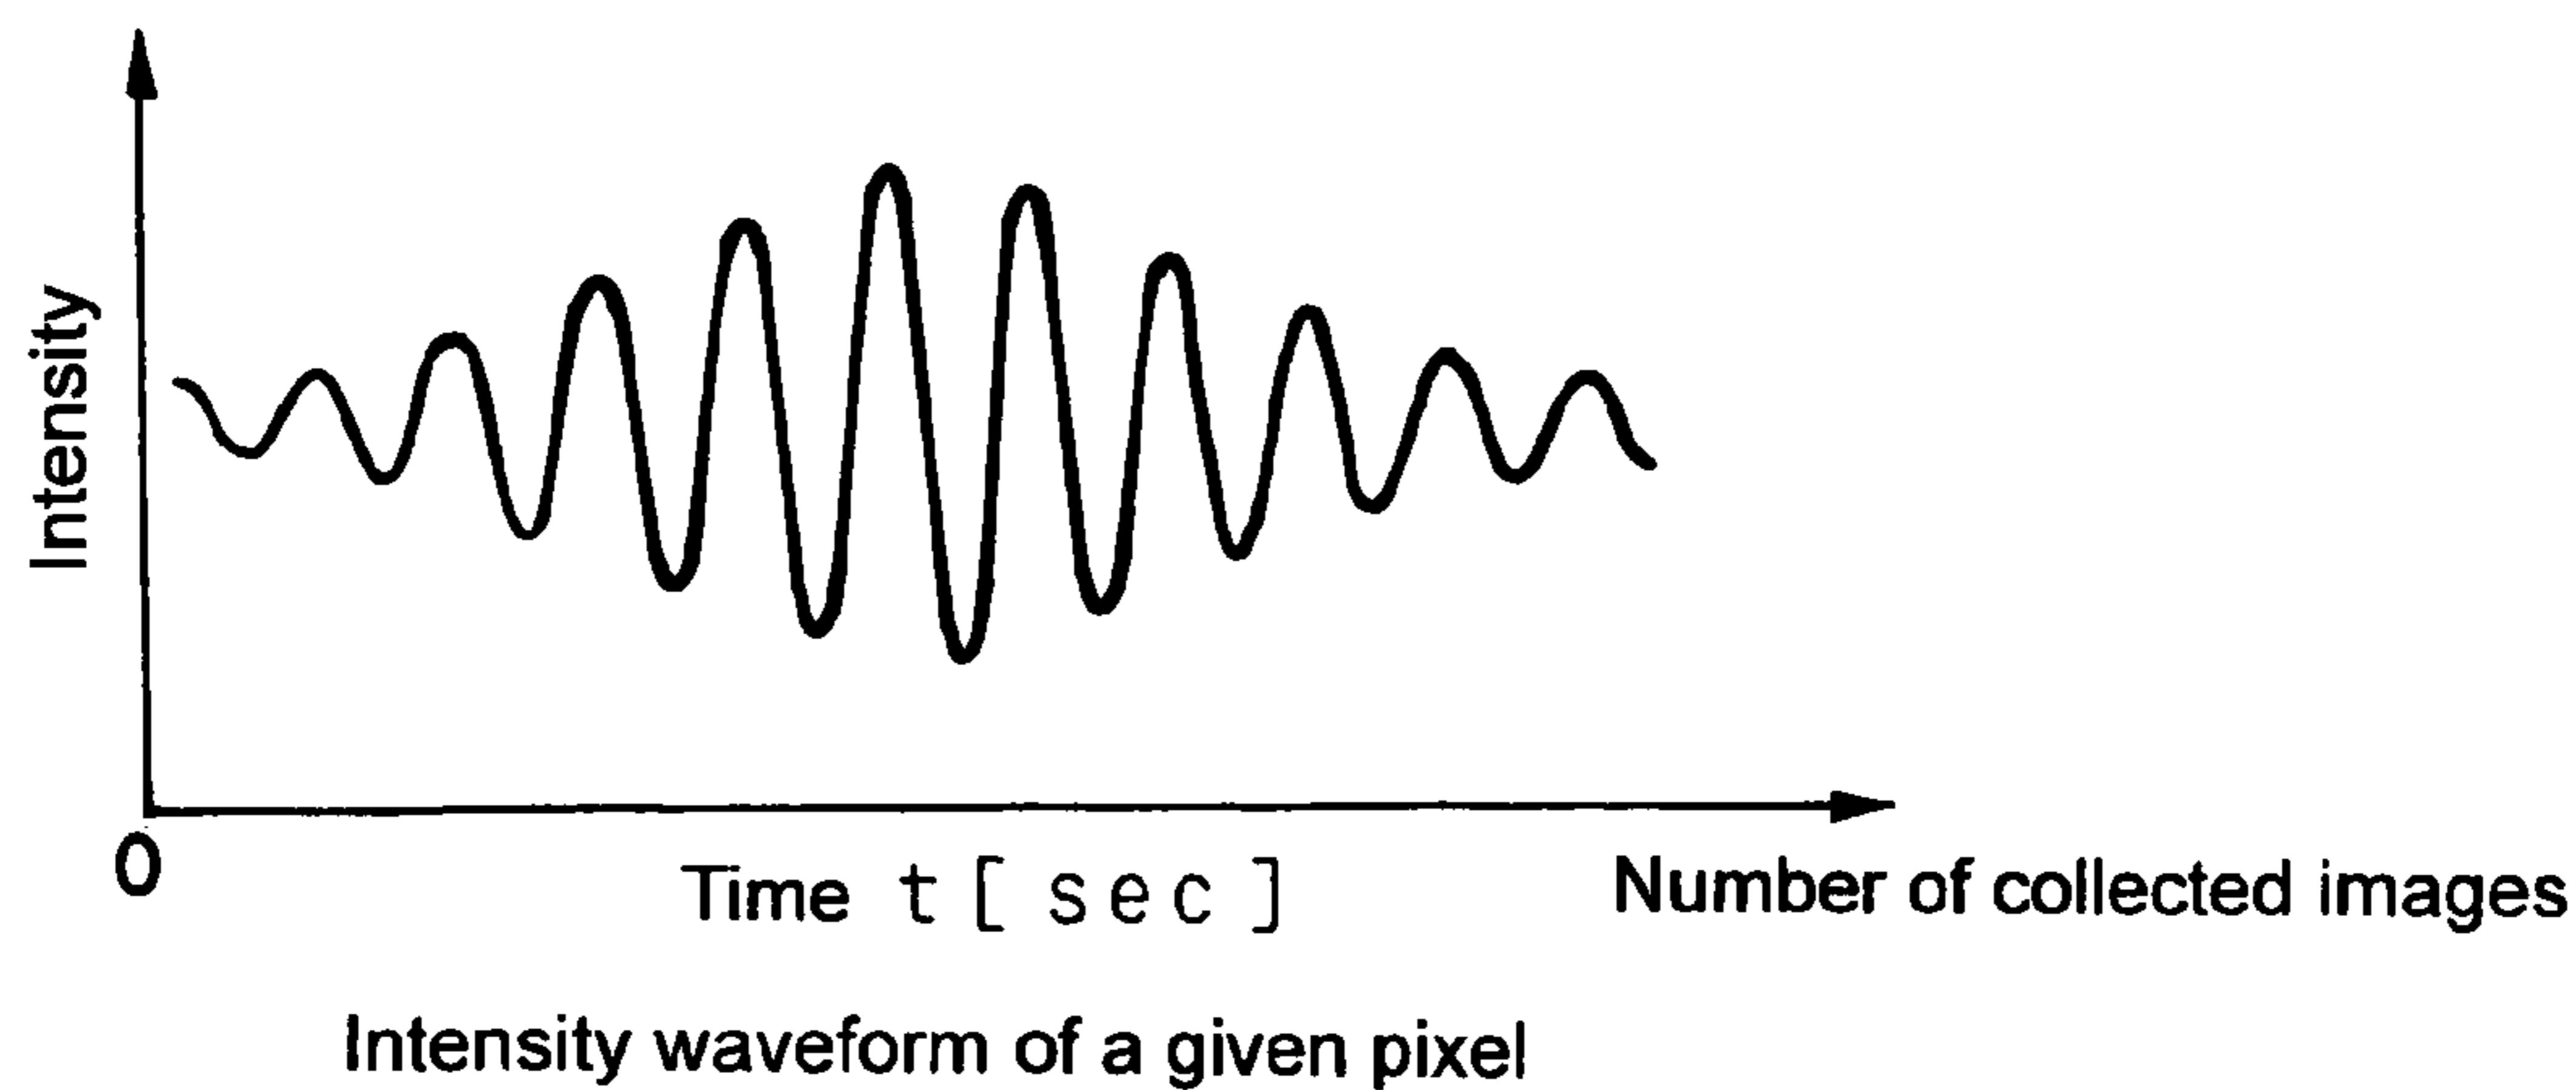 Intensity
0
Time t [ sec ]
Number of collected images
Intensity waveform of a given pixel